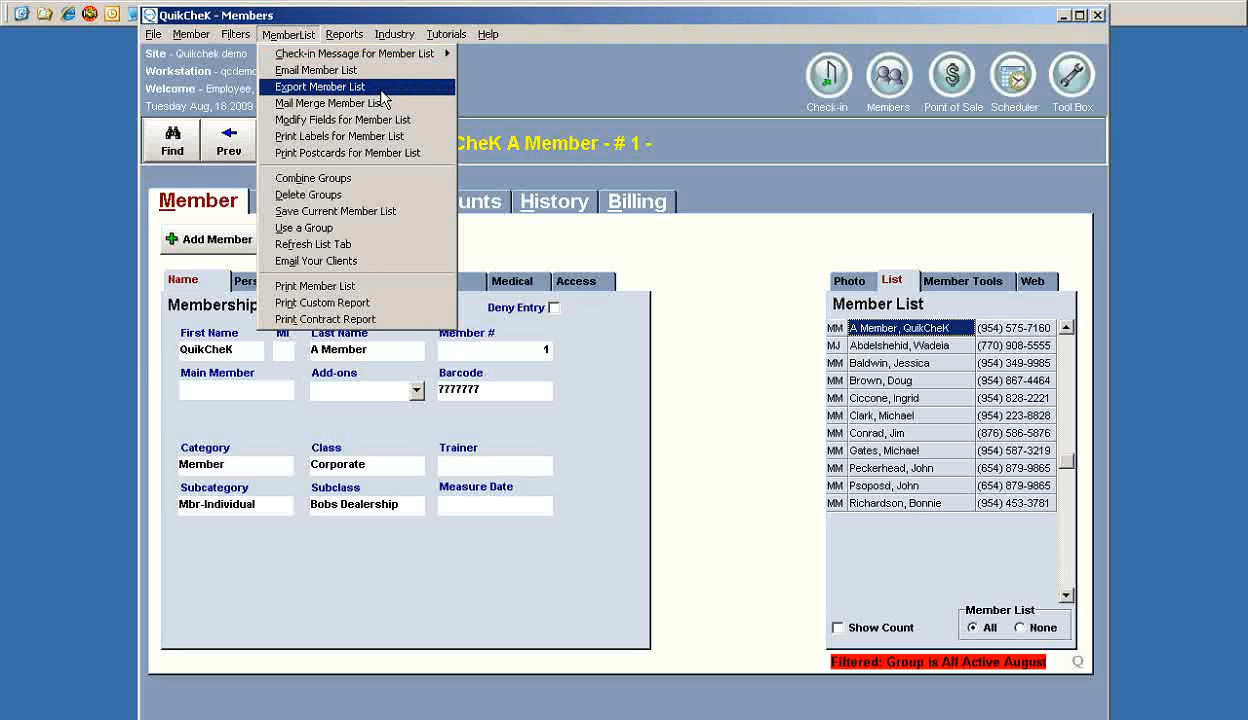 QuikCheK - Members
File Member Filters MemberList Reports Industry Tutorials Help
Site - Quikchek demo
Workstation - qcdemo
Welcome - Employee,
Tuesday Aug, 18 2009
Check-in Members Point of Sale Scheduler Tool Box
Find Prev
CheK A Member - # 1 -
Check-in Message for Member List
Email Member List
Export Member List
Mail Merge Member List
Modify Fields for Member List
Print Labels for Member List
Print Postcards for Member List
Combine Groups
Delete Groups
Save Current Member List
Use a Group
Refresh List Tab
Email Your Clients
Print Member List
Print Custom Report
Print Contract Report
Member unts History Billing
Add Member
Name Pers Medical Access
Membership Deny Entry
First Name MI Last Name Member #
QuikCheK A Member 1
Main Member Add-ons Barcode
7777777
Category Class Trainer
Member Corporate
Subcategory Subclass Measure Date
Mbr-Individual Bobs Dealership
Photo List Member Tools Web
Member List
MM A Member, QuikCheK (954) 575-7160
MJ Abdelshehid, Wadeia (770) 908-5555
MM Baldwin, Jessica (954) 349-9985
MM Brown, Doug (954) 867-4464
MM Ciccone, Ingrid (954) 828-2221
MM Clark, Michael (954) 223-8828
MM Conrad, Jim (876) 586-5876
MM Gates, Michael (954) 587-3219
MM Peckerhead, John (654) 879-9865
MM Psoposd, John (654) 879-9865
MM Richardson, Bonnie (954) 453-3781
Show Count
Member List
All None
Filtered: Group is All Active August
Q